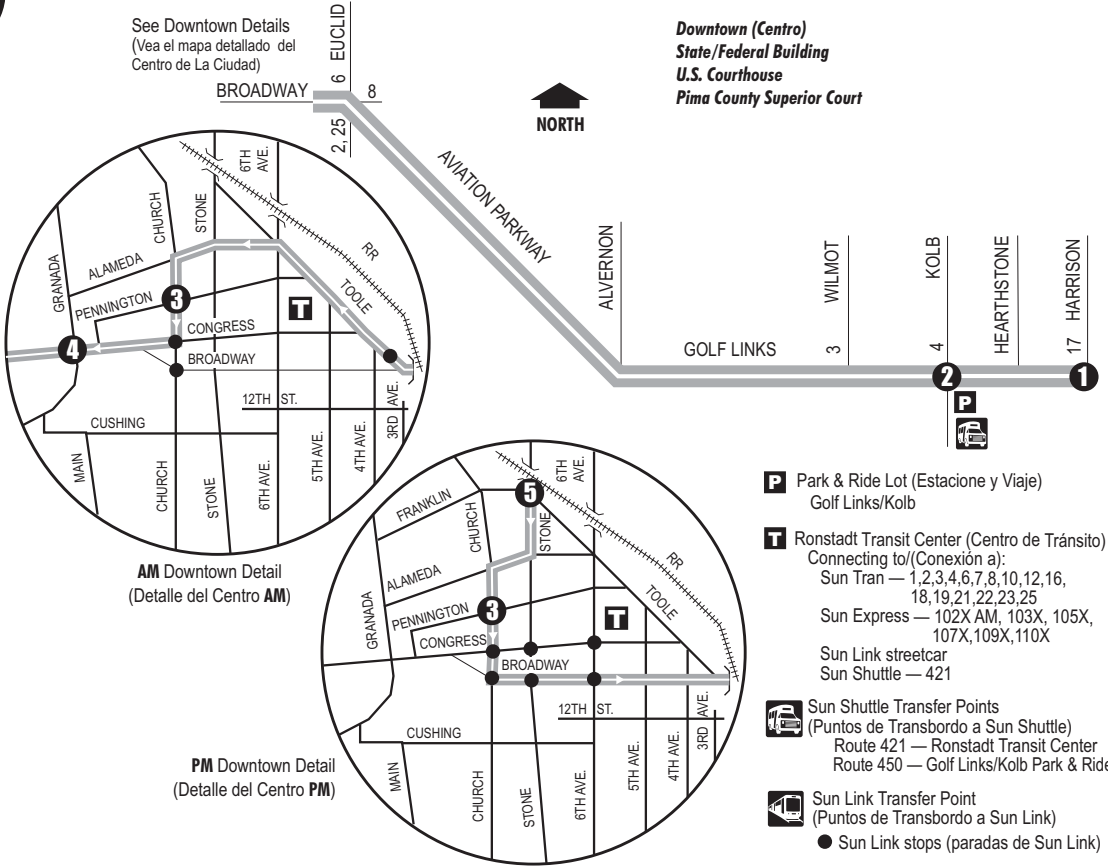 See Downtown Details
(Vea el mapa detallado del
Centro de La Ciudad)
BROADWAY
6 EUCLID
8
2, 25
NORTH
Downtown (Centro)
State/Federal Building
U.S. Courthouse
Pima County Superior Court
AVIATION PARKWAY
ALVERNON
GOLF LINKS
3 WILMOT
4 KOLB
HEARTHSTONE
17 HARRISON
2
1
P
6TH
AVE.
CHURCH
STONE
RR
GRANADA
ALAMEDA
PENNINGTON
3
T
TOOLE
CONGRESS
4
BROADWAY
12TH ST.
3RD AVE.
CUSHING
MAIN
CHURCH
STONE
6TH AVE.
5TH AVE.
4TH AVE.
AM Downtown Detail
(Detalle del Centro AM)
5
6TH
AVE.
FRANKLIN
CHURCH
STONE
RR
ALAMEDA
TOOLE
GRANADA
PENNINGTON
3
T
CONGRESS
BROADWAY
12TH ST.
3RD AVE.
CUSHING
MAIN
CHURCH
STONE
6TH AVE.
5TH AVE.
4TH AVE.
PM Downtown Detail
(Detalle del Centro PM)
P Park & Ride Lot (Estacione y Viaje)
Golf Links/Kolb
T Ronstadt Transit Center (Centro de Tránsito)
Connecting to/(Conexión a):
Sun Tran — 1,2,3,4,6,7,8,10,12,16,
18,19,21,22,23,25
Sun Express — 102X AM, 103X, 105X,
107X,109X,110X
Sun Link streetcar
Sun Shuttle — 421
Sun Shuttle Transfer Points
(Puntos de Transbordo a Sun Shuttle)
Route 421 — Ronstadt Transit Center
Route 450 — Golf Links/Kolb Park & Ride
Sun Link Transfer Point
(Puntos de Transbordo a Sun Link)
Sun Link stops (paradas de Sun Link)